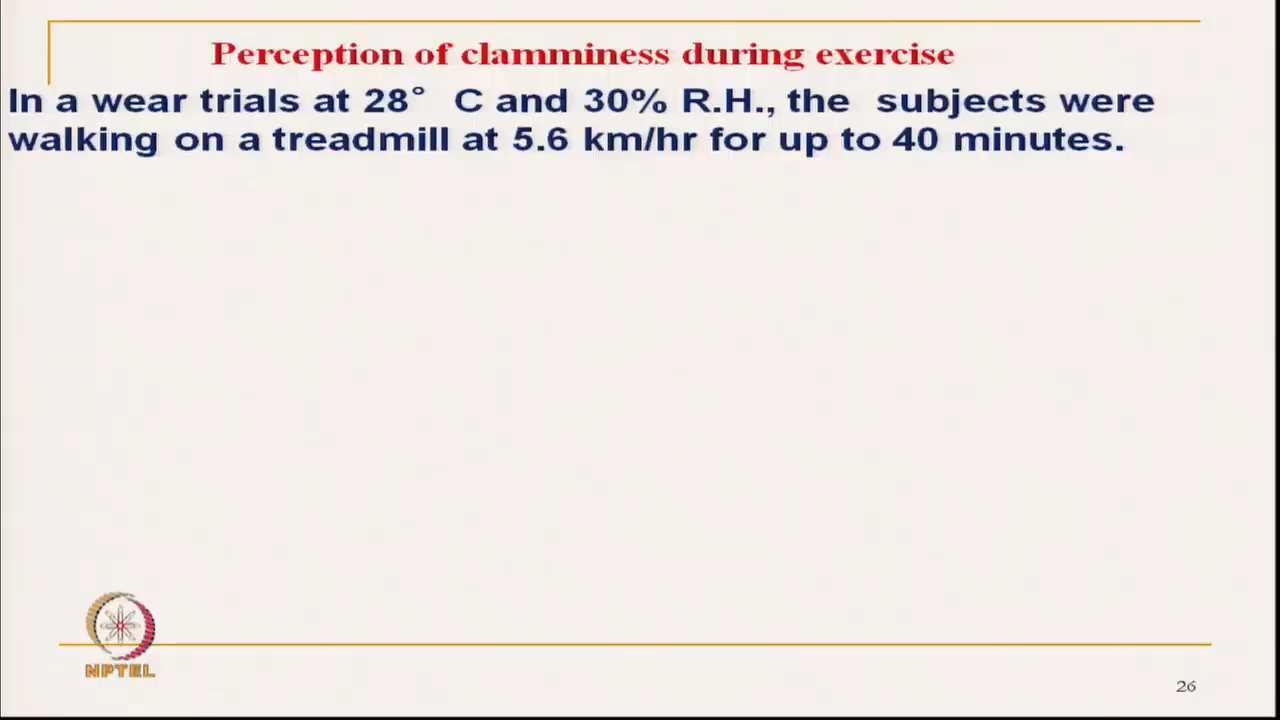 Perception of clamminess during exercise
In a wear trials at 28° C and 30% R.H., the subjects were
walking on a treadmill at 5.6 km/hr for up to 40 minutes.
NPTEL
26